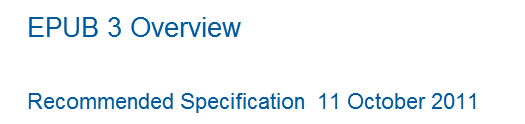 EPUB 3 Overview
Recommended Specification 11 October 2011